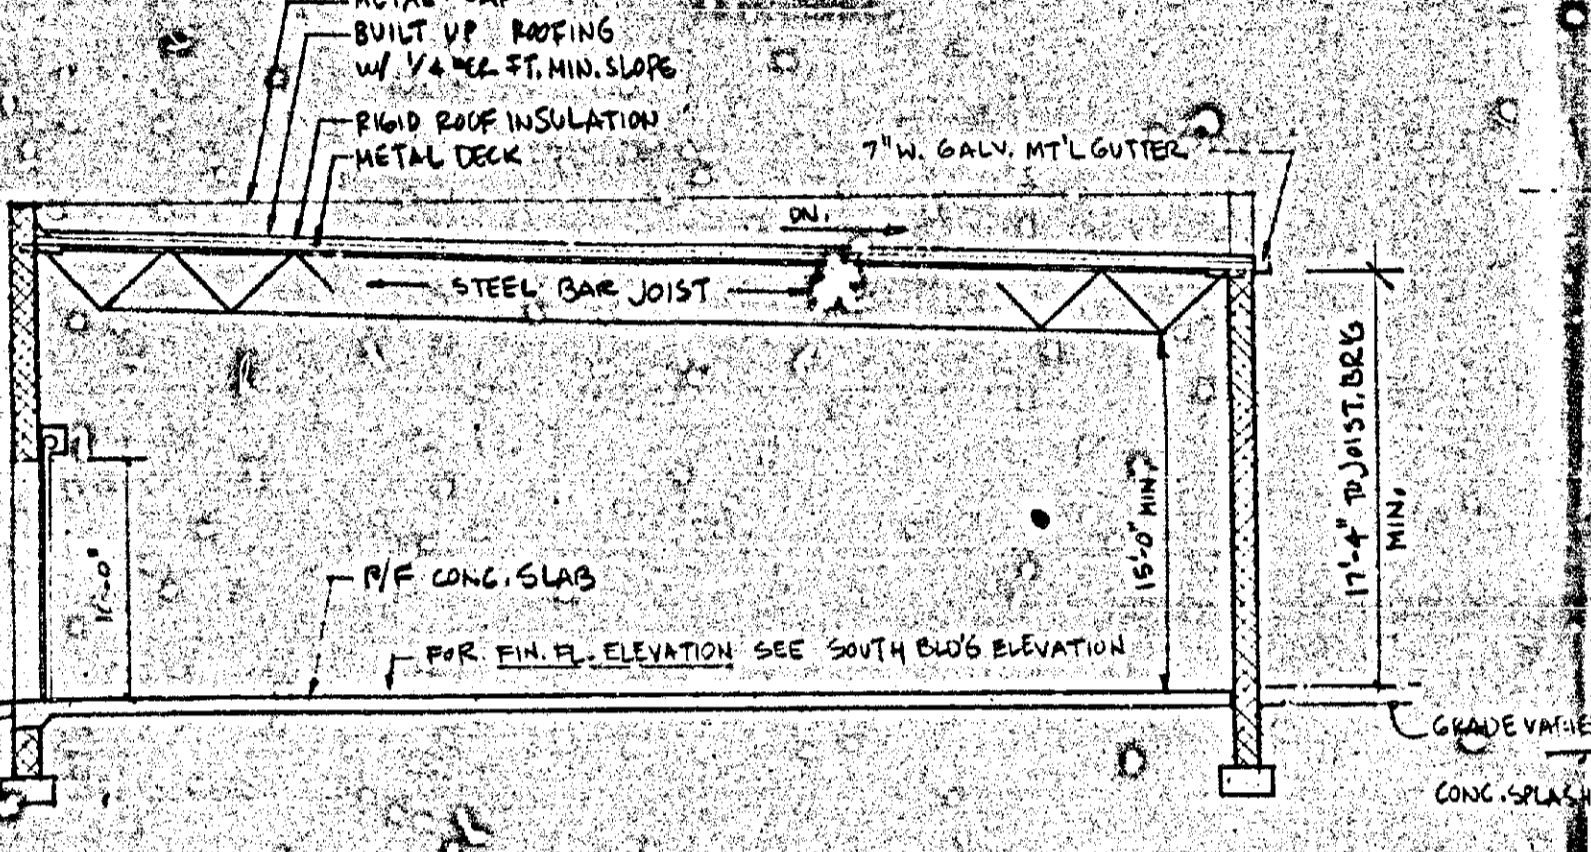 METAL CAP
BUILT UP ROOFING
W/ 1/4" PER FT. MIN. SLOPE
RIGID ROOF INSULATION
METAL DECK
7" W. GALV. MT'L GUTTER
DN.
STEEL BAR JOIST
17'-4" TO JOIST. BRG
MIN.
15'-0" MIN.
P/F CONC. SLAB
FOR FIN. FL. ELEVATION SEE SOUTH BLD'G ELEVATION
GRADE
CONC. SPLASH